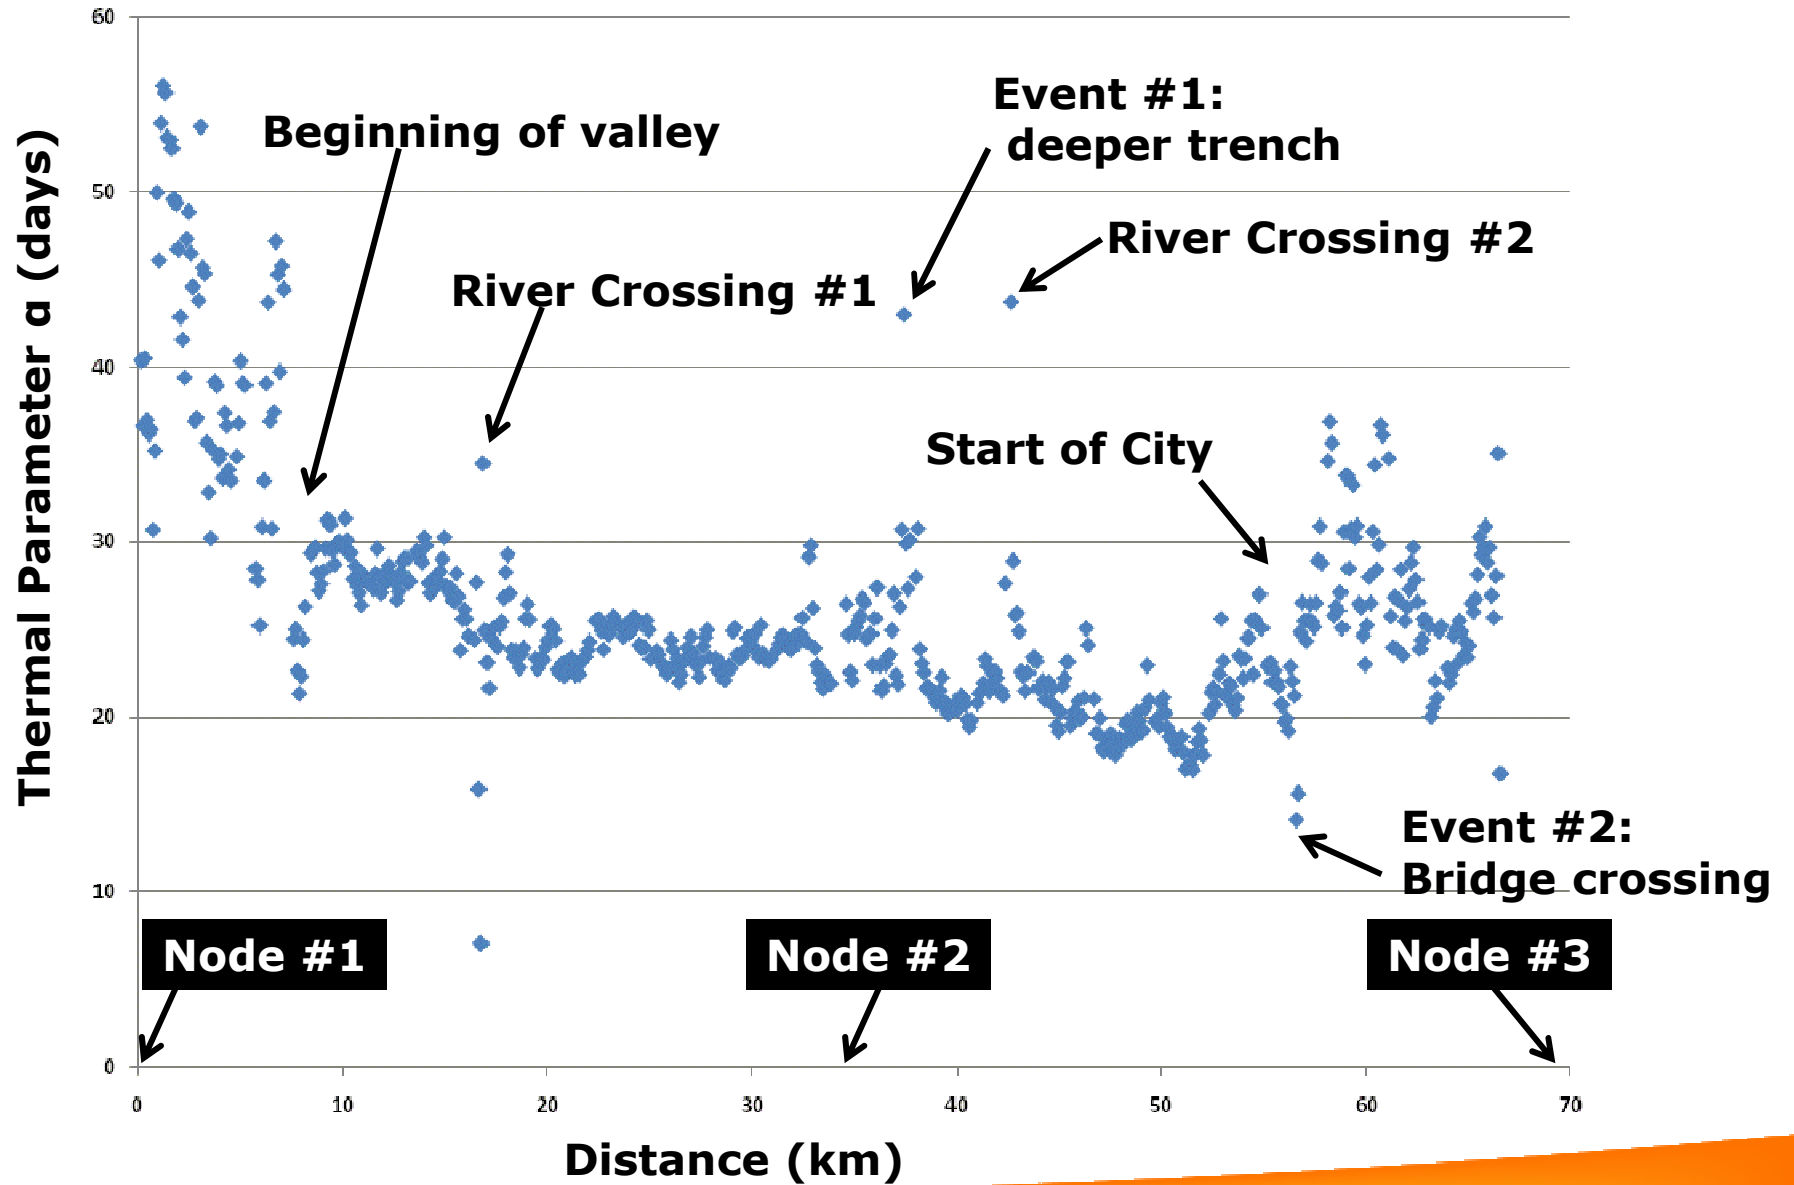 60
50
40
30
20
10
0
Thermal Parameter α (days)
Beginning of valley
River Crossing #1
Event #1:
deeper trench
River Crossing #2
Start of City
Event #2:
Bridge crossing
Node #1
Node #2
Node #3
0 10 20 30 40 50 60 70
Distance (km)